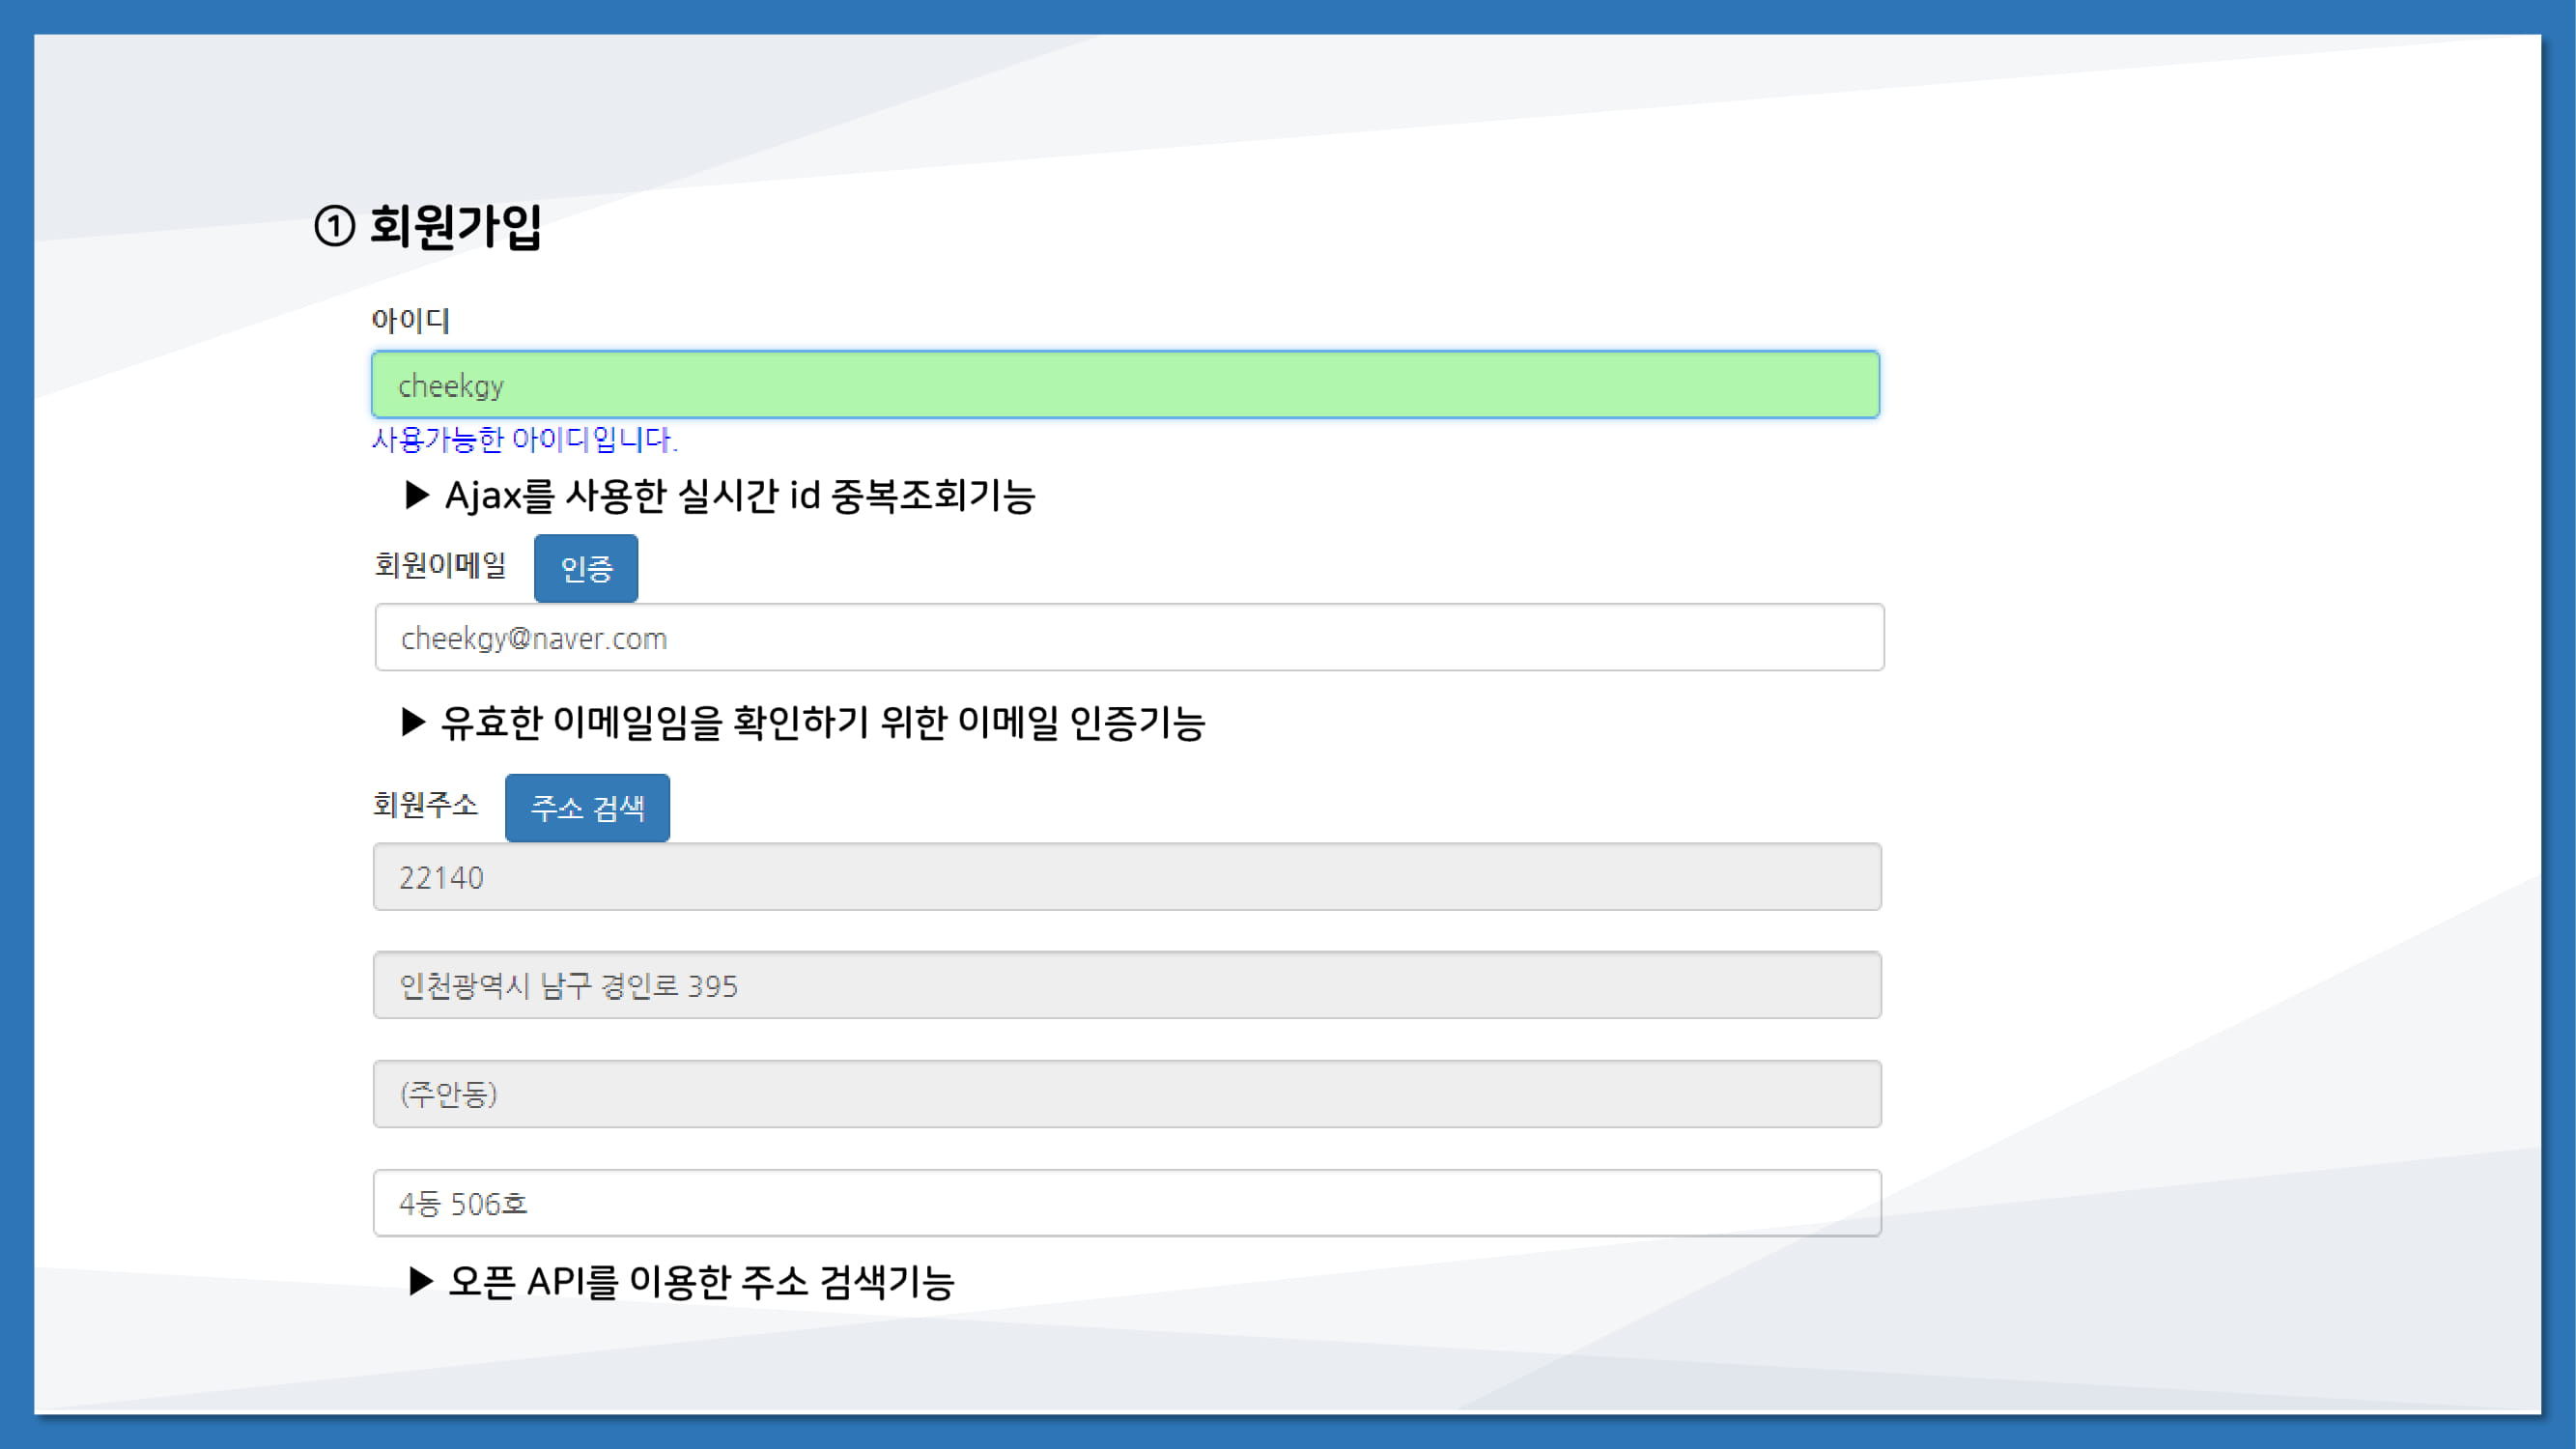 ① 회원가입
아이디
cheekgy
사용가능한 아이디입니다.
▶ Ajax를 사용한 실시간 id 중복조회기능
회원이메일 인증
cheekgy@naver.com
▶ 유효한 이메일임을 확인하기 위한 이메일 인증기능
회원주소 주소 검색
22140
인천광역시 남구 경인로 395
(주안동)
4동 506호
▶ 오픈 API를 이용한 주소 검색기능